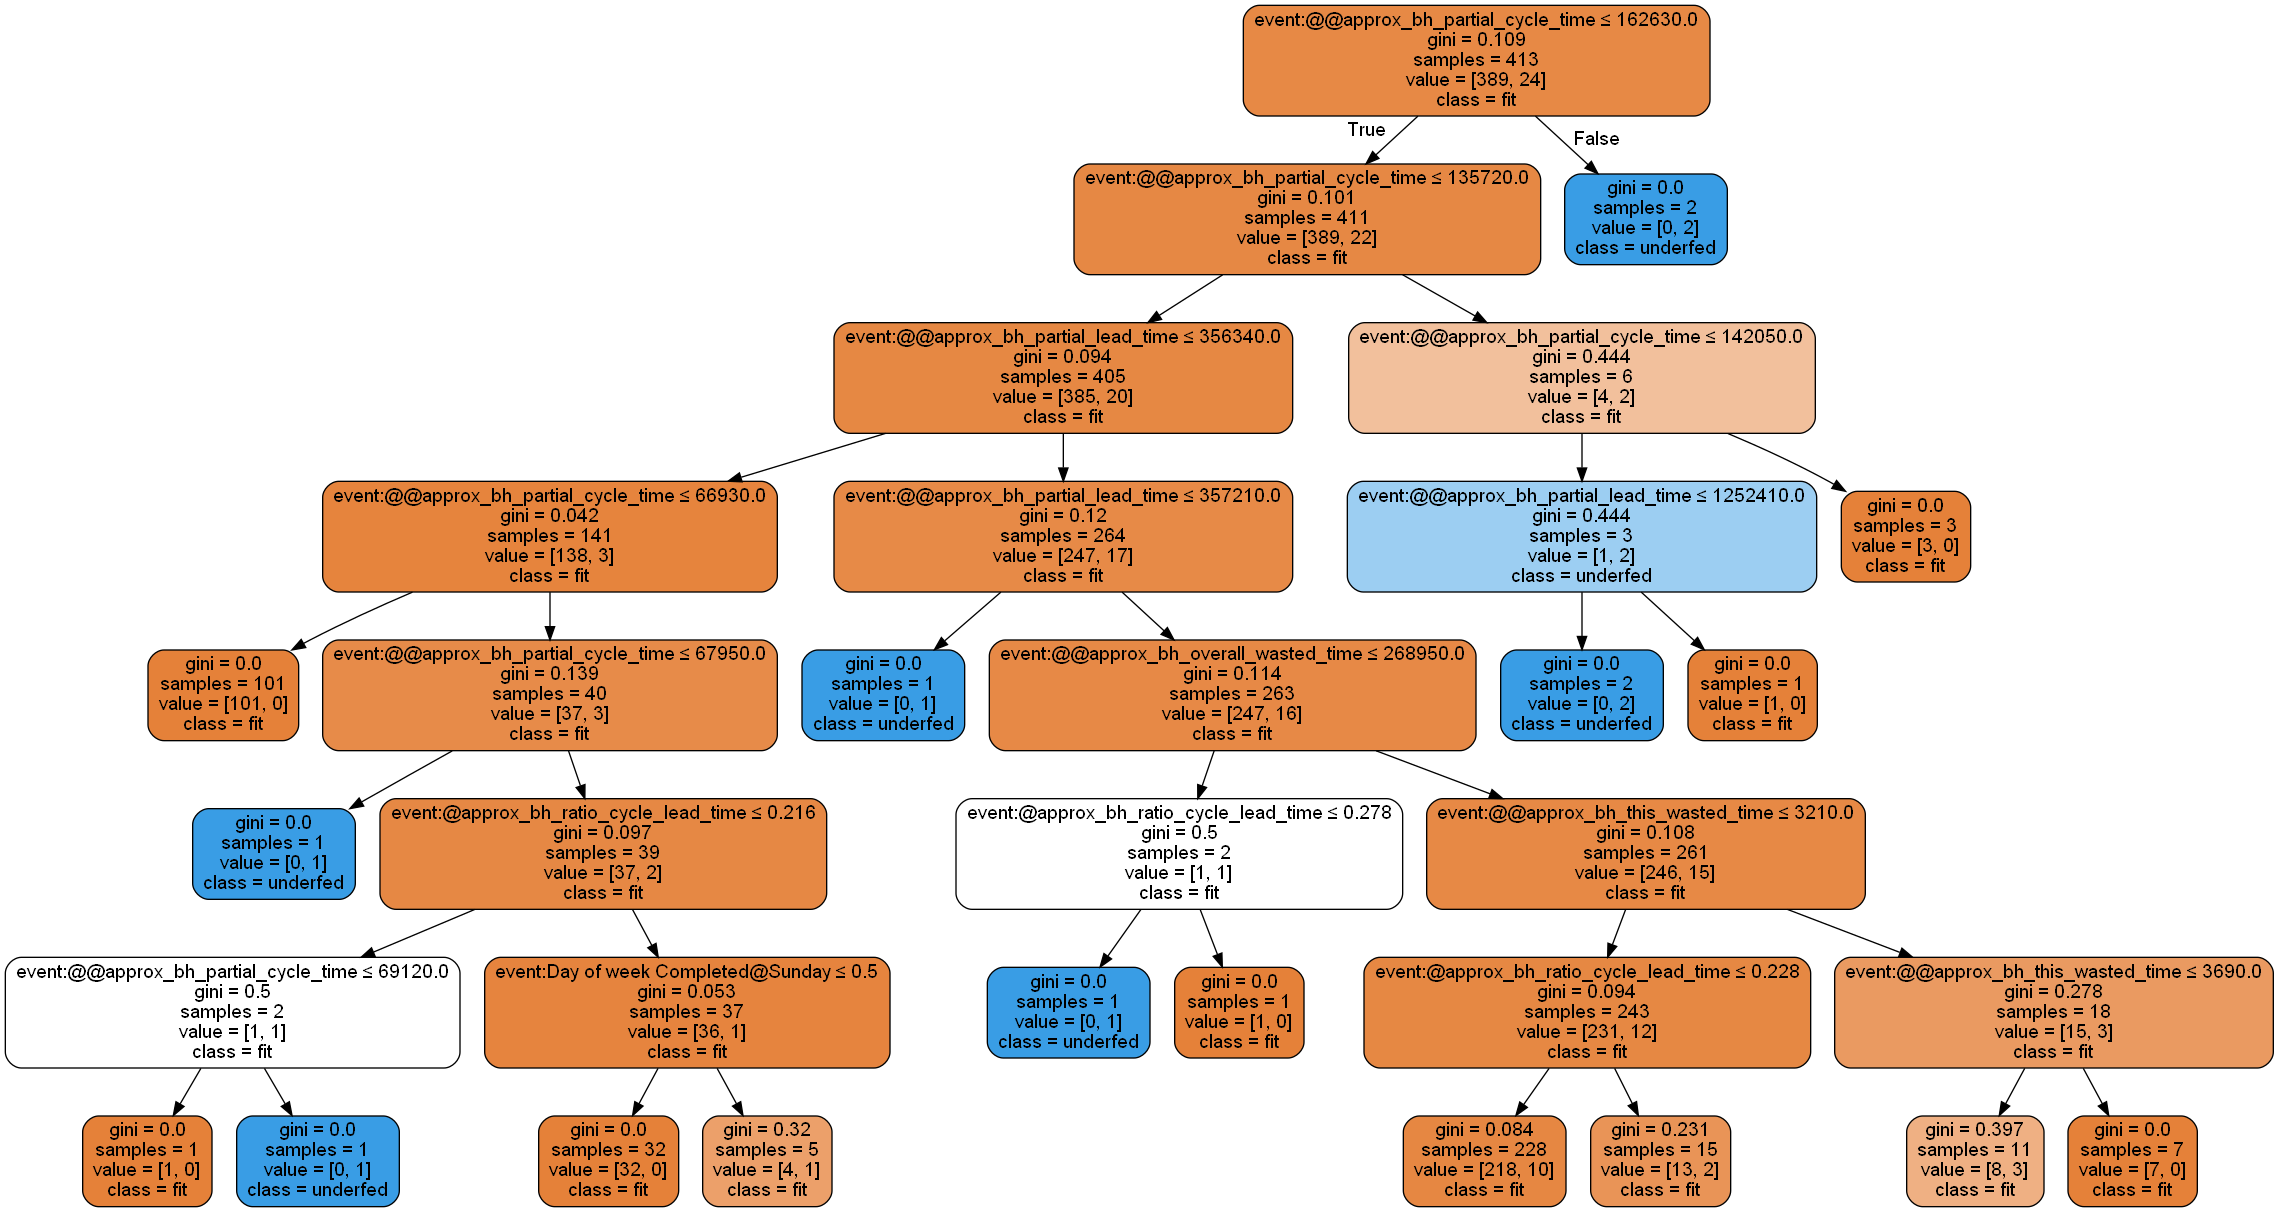 event:@@approx_bh_partial_cycle_time ≤ 162630.0
gini = 0.109
samples = 413
value = [389, 24]
class = fit
True
False
event:@@approx_bh_partial_cycle_time ≤ 135720.0
gini = 0.101
samples = 411
value = [389, 22]
class = fit
gini = 0.0
samples = 2
value = [0, 2]
class = underfed
event:@@approx_bh_partial_lead_time ≤ 356340.0
gini = 0.094
samples = 405
value = [385, 20]
class = fit
event:@@approx_bh_partial_cycle_time ≤ 142050.0
gini = 0.444
samples = 6
value = [4, 2]
class = fit
event:@@approx_bh_partial_cycle_time ≤ 66930.0
gini = 0.042
samples = 141
value = [138, 3]
class = fit
event:@@approx_bh_partial_lead_time ≤ 357210.0
gini = 0.12
samples = 264
value = [247, 17]
class = fit
event:@@approx_bh_partial_lead_time ≤ 1252410.0
gini = 0.444
samples = 3
value = [1, 2]
class = underfed
gini = 0.0
samples = 3
value = [3, 0]
class = fit
gini = 0.0
samples = 101
value = [101, 0]
class = fit
event:@@approx_bh_partial_cycle_time ≤ 67950.0
gini = 0.139
samples = 40
value = [37, 3]
class = fit
gini = 0.0
samples = 1
value = [0, 1]
class = underfed
event:@@approx_bh_overall_wasted_time ≤ 268950.0
gini = 0.114
samples = 263
value = [247, 16]
class = fit
gini = 0.0
samples = 2
value = [0, 2]
class = underfed
gini = 0.0
samples = 1
value = [1, 0]
class = fit
gini = 0.0
samples = 1
value = [0, 1]
class = underfed
event:@approx_bh_ratio_cycle_lead_time ≤ 0.216
gini = 0.097
samples = 39
value = [37, 2]
class = fit
event:@approx_bh_ratio_cycle_lead_time ≤ 0.278
gini = 0.5
samples = 2
value = [1, 1]
class = fit
event:@@approx_bh_this_wasted_time ≤ 3210.0
gini = 0.108
samples = 261
value = [246, 15]
class = fit
event:@@approx_bh_partial_cycle_time ≤ 69120.0
gini = 0.5
samples = 2
value = [1, 1]
class = fit
event:Day of week Completed@Sunday ≤ 0.5
gini = 0.053
samples = 37
value = [36, 1]
class = fit
gini = 0.0
samples = 1
value = [0, 1]
class = underfed
gini = 0.0
samples = 1
value = [1, 0]
class = fit
event:@approx_bh_ratio_cycle_lead_time ≤ 0.228
gini = 0.094
samples = 243
value = [231, 12]
class = fit
event:@@approx_bh_this_wasted_time ≤ 3690.0
gini = 0.278
samples = 18
value = [15, 3]
class = fit
gini = 0.0
samples = 1
value = [1, 0]
class = fit
gini = 0.0
samples = 1
value = [0, 1]
class = underfed
gini = 0.0
samples = 32
value = [32, 0]
class = fit
gini = 0.32
samples = 5
value = [4, 1]
class = fit
gini = 0.084
samples = 228
value = [218, 10]
class = fit
gini = 0.231
samples = 15
value = [13, 2]
class = fit
gini = 0.397
samples = 11
value = [8, 3]
class = fit
gini = 0.0
samples = 7
value = [7, 0]
class = fit